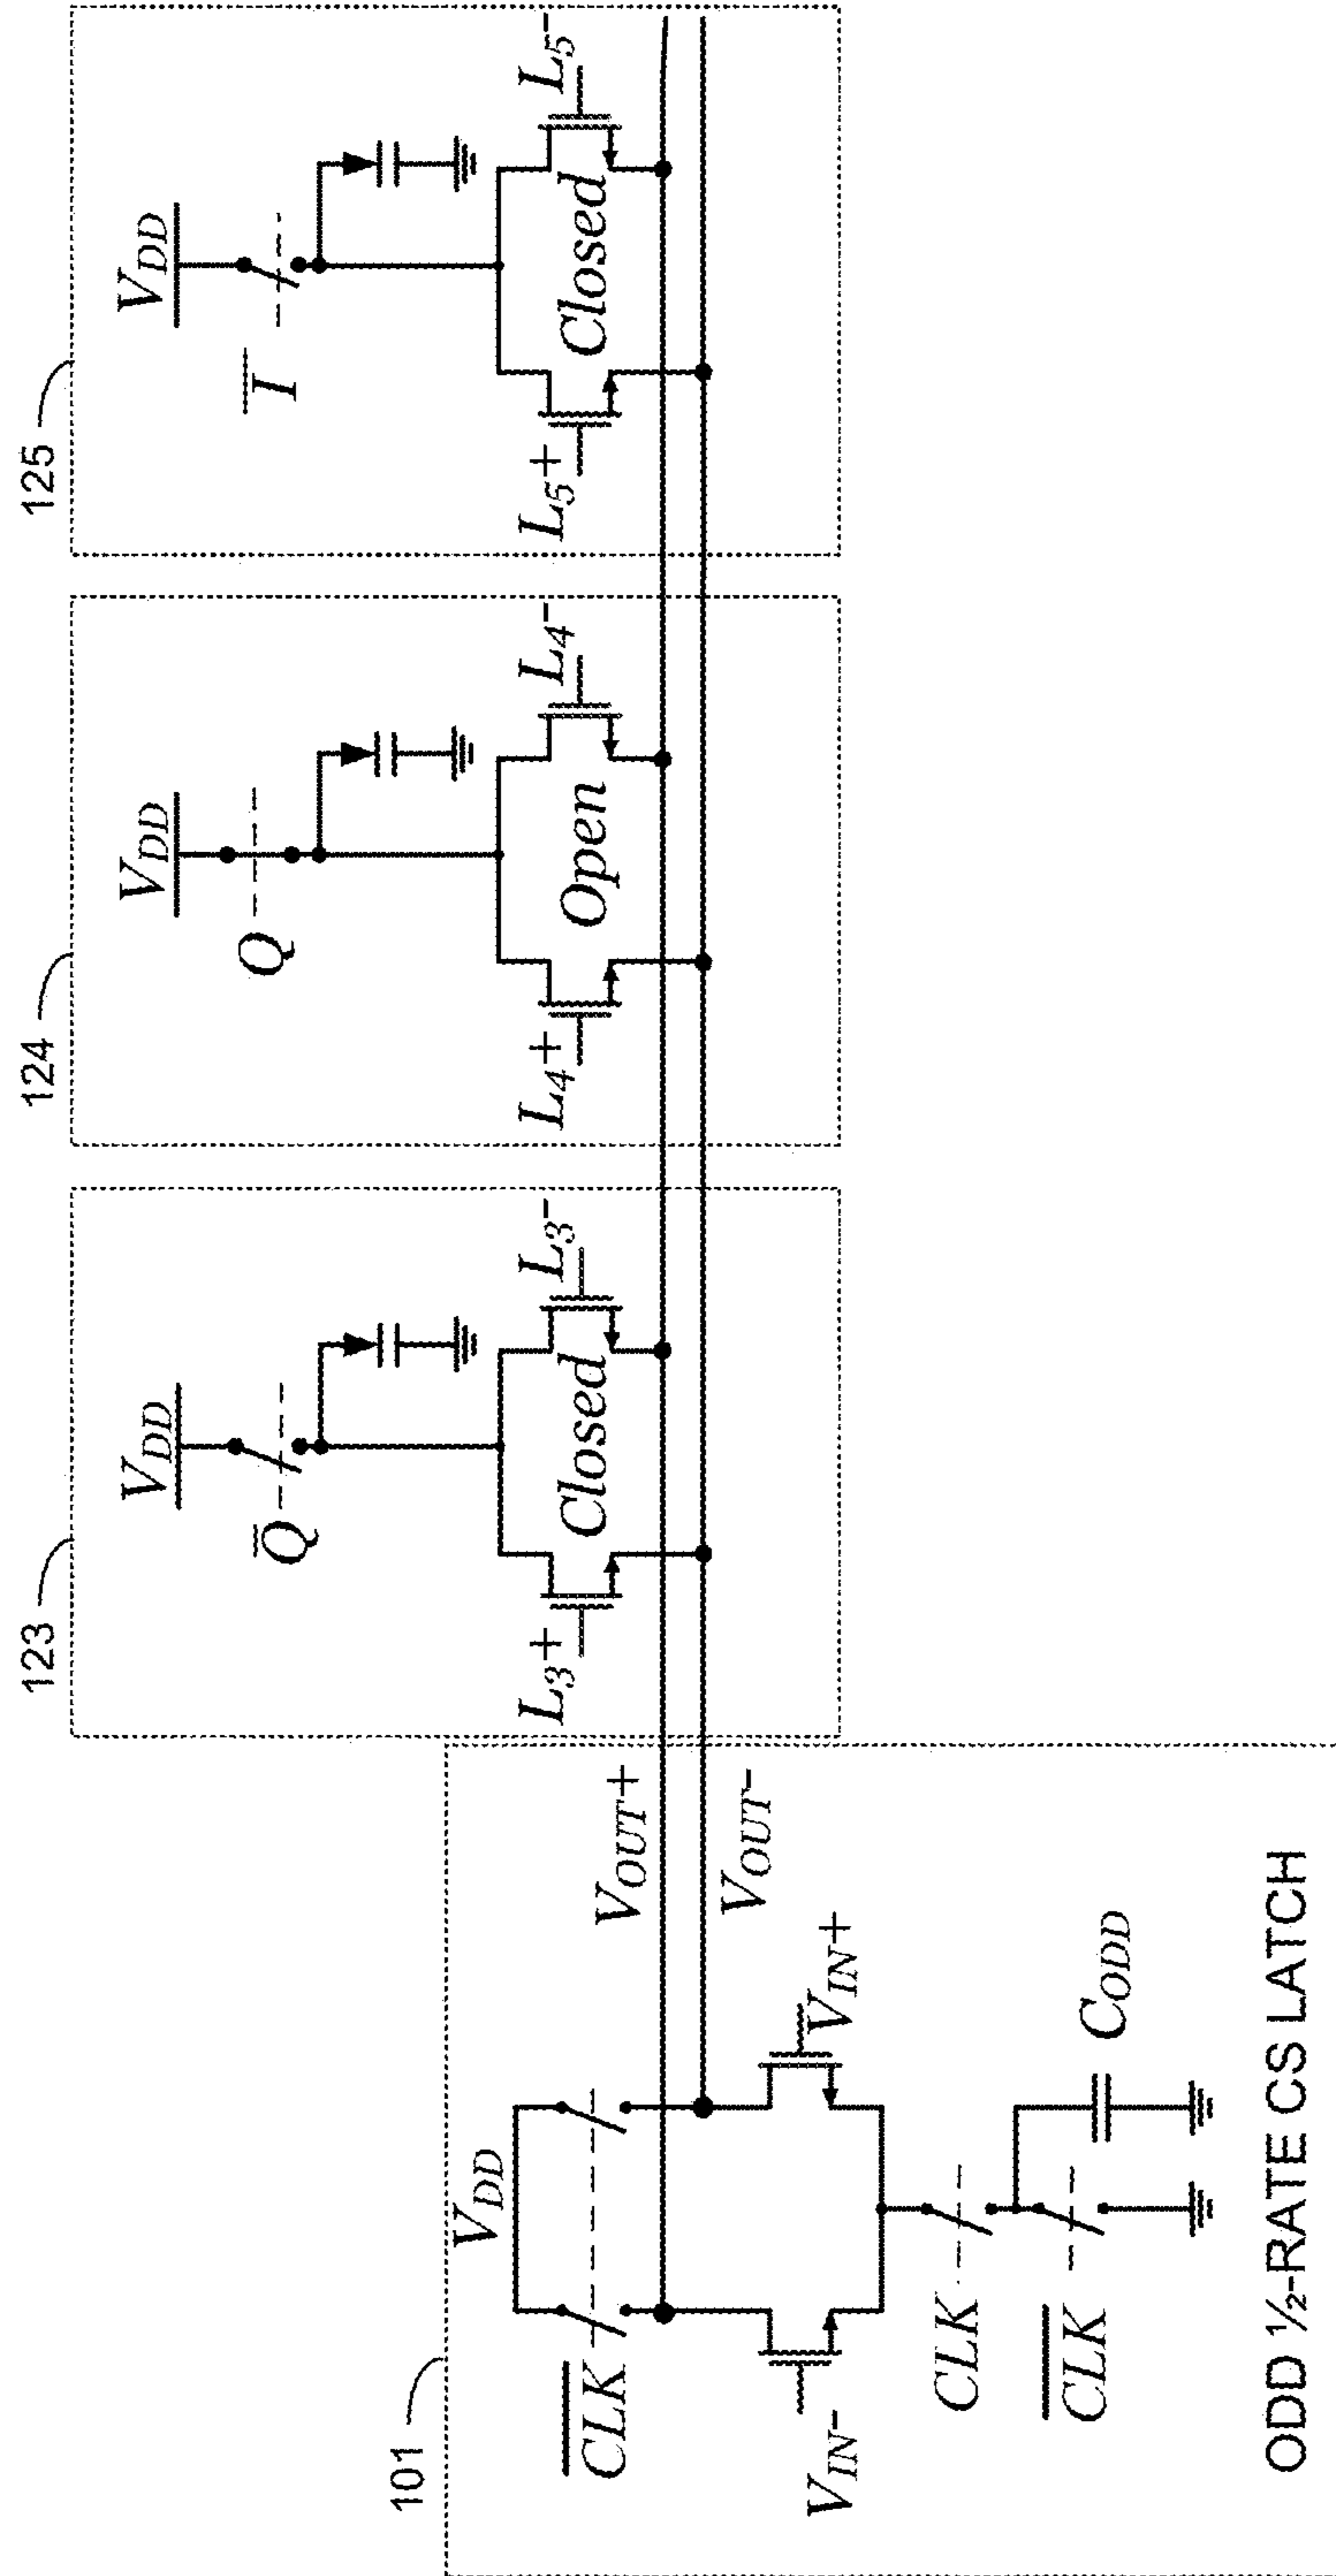 101
V_DD
CLK̅
V_OUT+
V_OUT-
V_IN-
V_IN+
CLK
CLK̅
C_ODD
ODD ½-RATE CS LATCH
123
V_DD
Q̅
L₃+
Closed
L₃-
124
V_DD
Q
L₄+
Open
L₄-
125
V_DD
I̅
L₅+
Closed
L₅-